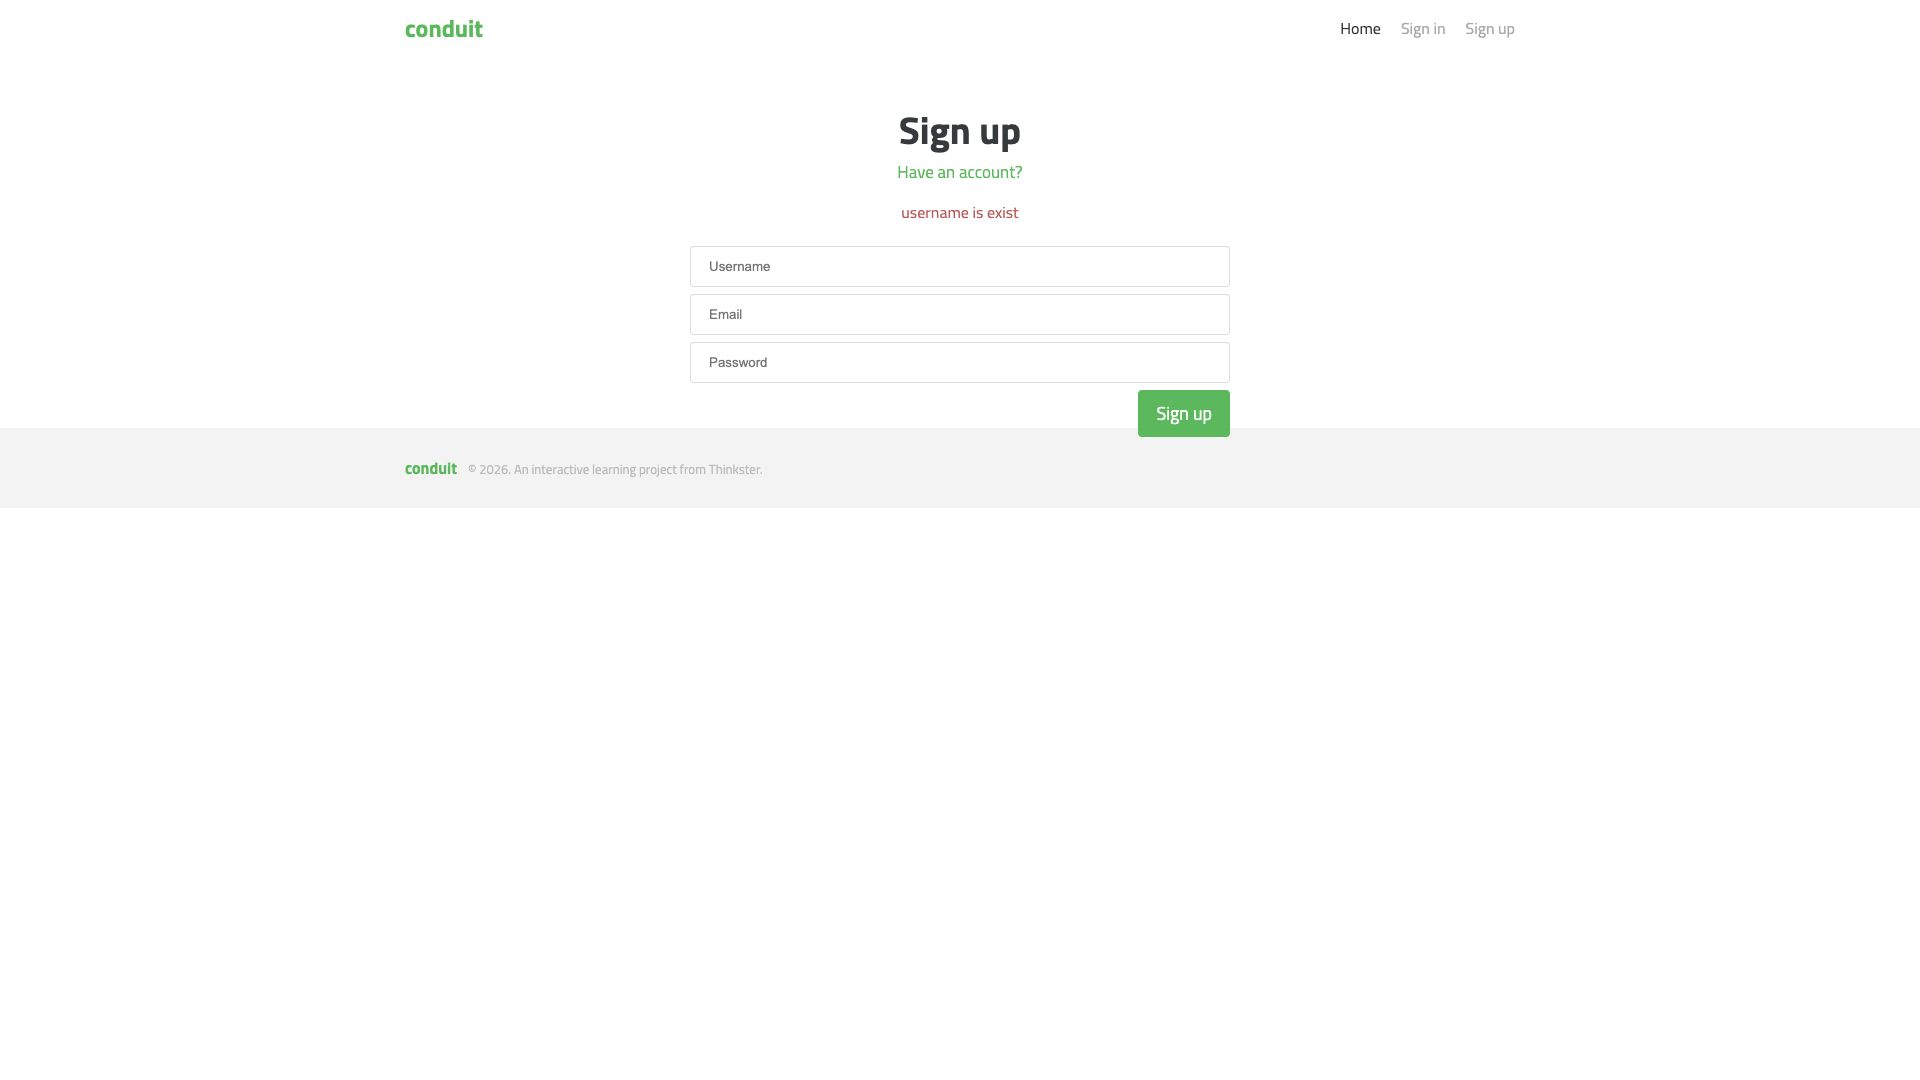 conduit
Home Sign in Sign up
Sign up
Have an account?
username is exist
Username
Email
Password
Sign up
conduit © 2026. An interactive learning project from Thinkster.